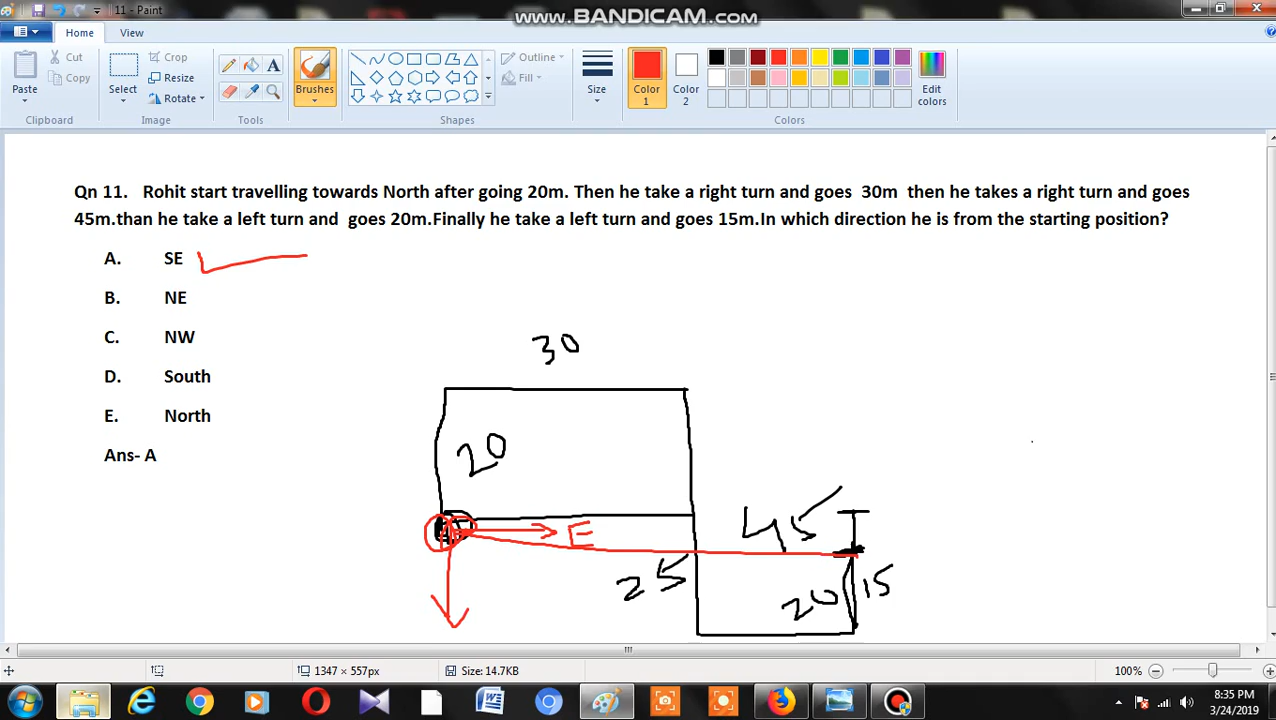 11 - Paint
www.BANDICAM.com
Home View
Paste Cut Copy Select Crop Resize Rotate Brushes Outline Fill Size Color 1 Color 2 Edit colors
Clipboard Image Tools Shapes Colors
Qn 11. Rohit start travelling towards North after going 20m. Then he take a right turn and goes 30m then he takes a right turn and goes
45m.than he take a left turn and goes 20m.Finally he take a left turn and goes 15m.In which direction he is from the starting position?
A. SE
B. NE
C. NW
D. South
E. North
Ans- A
30
20
E
45
25
20 15
1347 × 557px Size: 14.7KB 100%
8:35 PM
3/24/2019